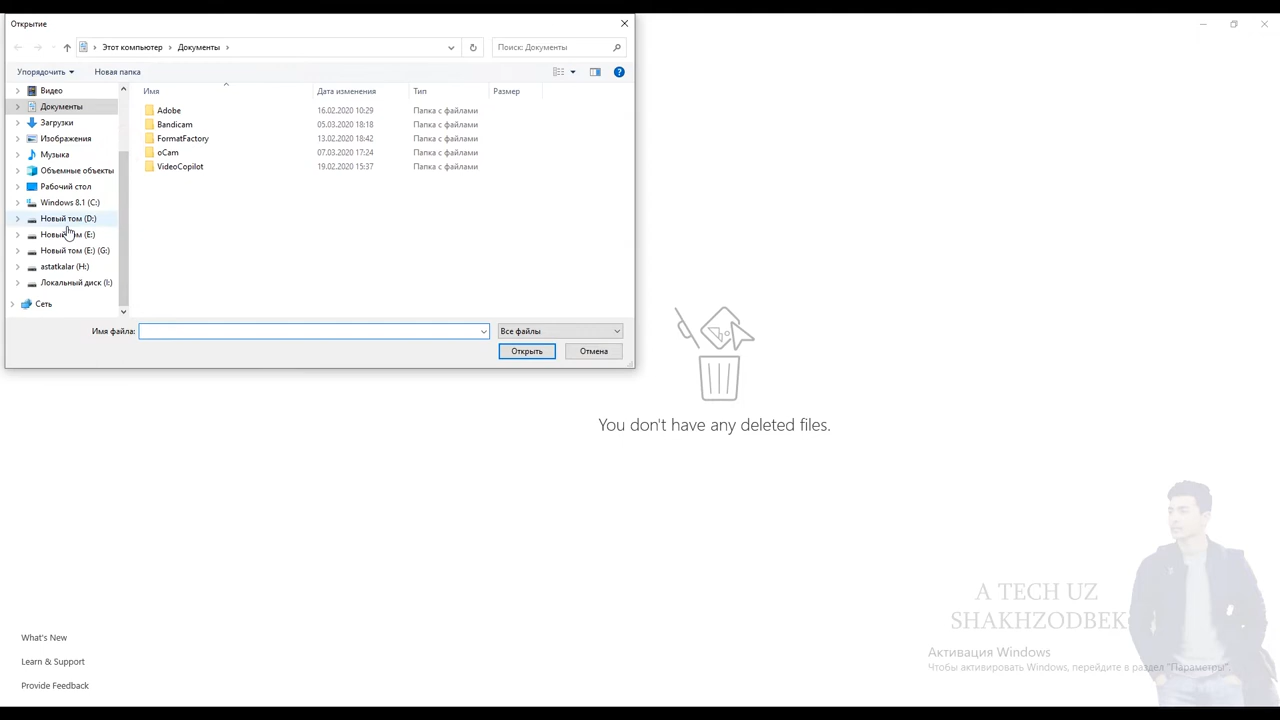 Открытие
Этот компьютер
Документы
Поиск: Документы
Упорядочить
Новая папка
Имя
Дата изменения
Тип
Размер
Видео
Документы
Загрузки
Изображения
Музыка
Объемные объекты
Рабочий стол
Windows 8.1 (C:)
Новый том (D:)
Новый том (E:)
Новый том (E:) (G:)
astatkalar (H:)
Локальный диск (I:)
Сеть
Adobe 16.02.2020 10:29 Папка с файлами
Bandicam 05.03.2020 18:18 Папка с файлами
FormatFactory 13.02.2020 18:42 Папка с файлами
oCam 07.03.2020 17:24 Папка с файлами
VideoCopilot 19.02.2020 15:37 Папка с файлами
Имя файла:
Все файлы
Открыть
Отмена
You don't have any deleted files.
A TECH UZ
SHAKHZODBEK
Активация Windows
Чтобы активировать Windows, перейдите в раздел "Параметры".
What's New
Learn & Support
Provide Feedback